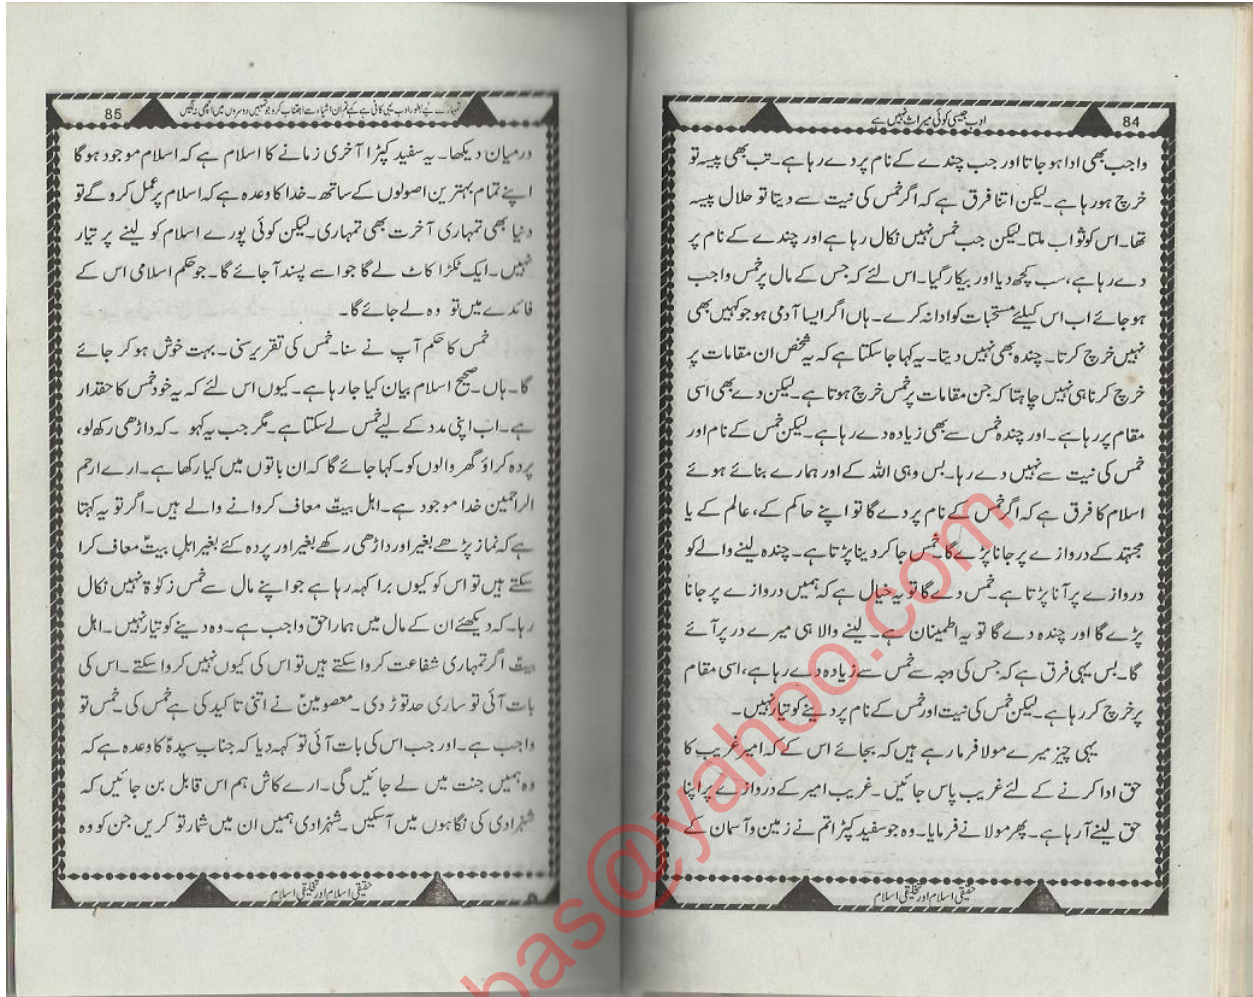 84
ادب جیسی کوئی میراث نہیں ہے
واجب بھی ادا ہو جاتا اور جب چندے کے نام پر دے رہا ہے۔ تب بھی پیسہ تو
خرچ ہو رہا ہے۔ لیکن اتنا فرق ہے کہ اگر خمس کی نیت سے دیتا تو حلال پیسہ
تھا۔ اس کو ثواب ملتا۔ لیکن جب خمس نہیں نکال رہا ہے اور چندے کے نام پر
دے رہا ہے، سب کچھ دیا اور بیکار گیا۔ اس لئے کہ جس کے مال پر خمس واجب
ہو جائے اب اس کیلئے مستحبات کو ادا نہ کرے۔ ہاں اگر ایسا آدمی ہو جو کہیں بھی
نہیں خرچ کرتا۔ چندہ بھی نہیں دیتا۔ یہ کہا جا سکتا ہے کہ یہ شخص ان مقامات پر
خرچ کرنا ہی نہیں چاہتا کہ جن مقامات پر خمس خرچ ہوتا ہے۔ لیکن دے بھی اسی
مقام پر رہا ہے۔ اور چندہ خمس سے بھی زیادہ دے رہا ہے۔ لیکن خمس کے نام اور
خمس کی نیت سے نہیں دے رہا۔ بس وہی اللہ کے اور ہمارے بنائے ہوئے
اسلام کا فرق ہے کہ اگر خمس کے نام پر دے گا تو اپنے حاکم کے، عالم کے یا
مجتہد کے دروازے پر جانا پڑے گا۔ خمس جا کر دینا پڑتا ہے۔ چندہ لینے والے کو
دروازے پر آنا پڑتا ہے۔ خمس دے گا تو یہ خیال ہے کہ ہمیں دروازے پر جانا
پڑے گا اور چندہ دے گا تو یہ اطمینان ہے۔ لینے والا ہی میرے در پر آئے
گا۔ بس یہی فرق ہے کہ جس کی وجہ سے خمس سے زیادہ دے رہا ہے، اسی مقام
پر خرچ کر رہا ہے۔ لیکن خمس کی نیت اور خمس کے نام پر دینے کو تیار نہیں۔
یہی چیز میرے مولا فرما رہے ہیں کہ بجائے اس کے کہ امیر غریب کا
حق ادا کرنے کے لئے غریب پاس جائیں۔ غریب امیر کے دروازے پر اپنا
حق لینے آ رہا ہے۔ پھر مولا نے فرمایا۔ وہ جو سفید کپڑا تم نے زمین و آسمان کے
حقیقی اسلام اور تخلیقی اسلام
85
تمہارے لیے بطور ادب یہی کافی ہے کہ تم ان اشیاء سے اجتناب کرو جو تمہیں دوسروں میں اچھی نہ لگیں
درمیان دیکھا۔ یہ سفید کپڑا آخری زمانے کا اسلام ہے کہ اسلام موجود ہو گا
اپنے تمام بہترین اصولوں کے ساتھ۔ خدا کا وعدہ ہے کہ اسلام پر عمل کرو گے تو
دنیا بھی تمہاری آخرت بھی تمہاری۔ لیکن کوئی پورے اسلام کو لینے پر تیار
نہیں۔ ایک ٹکڑا کاٹ لے گا جو اسے پسند آ جائے گا۔ جو حکم اسلامی اس کے
فائدے میں تو وہ لے جائے گا۔
خمس کا حکم آپ نے سنا۔ خمس کی تقریر سنی۔ بہت خوش ہو کر جائے
گا۔ ہاں۔ صحیح اسلام بیان کیا جا رہا ہے۔ کیوں اس لئے کہ یہ خود خمس کا حقدار
ہے۔ اب اپنی مدد کے لیے خمس لے سکتا ہے۔ مگر جب یہ کہو ۔ کہ داڑھی رکھ لو،
پردہ کراؤ گھر والوں کو۔ کہا جائے گا کہ ان باتوں میں کیا رکھا ہے۔ ارے ارحم
الراحمین خدا موجود ہے۔ اہل بیتؑ معاف کروانے والے ہیں۔ اگر تو یہ کہتا
ہے کہ نماز پڑھے بغیر اور داڑھی رکھے بغیر اور پردہ کئے بغیر اہل بیتؑ معاف کرا
سکتے ہیں تو اس کو کیوں برا کہہ رہا ہے جو اپنے مال سے خمس زکوٰۃ نہیں نکال
رہا۔ کہ دیکھئے ان کے مال میں ہمارا حق واجب ہے۔ وہ دینے کو تیار نہیں۔ اہل
بیتؑ اگر تمہاری شفاعت کروا سکتے ہیں تو اس کی کیوں نہیں کروا سکتے۔ اس کی
بات آئی تو ساری حد توڑ دی۔ معصومینؑ نے اتنی تاکید کی ہے خمس کی۔ خمس تو
واجب ہے۔ اور جب اس کی بات آئی تو کہہ دیا کہ جناب سیدہؑ کا وعدہ ہے کہ
وہ ہمیں جنت میں لے جائیں گی۔ ارے کاش ہم اس قابل بن جائیں کہ
شہزادی کی نگاہوں میں آ سکیں۔ شہزادی ہمیں ان میں شمار تو کریں جن کو وہ
حقیقی اسلام اور تخلیقی اسلام
bas@yahoo.com